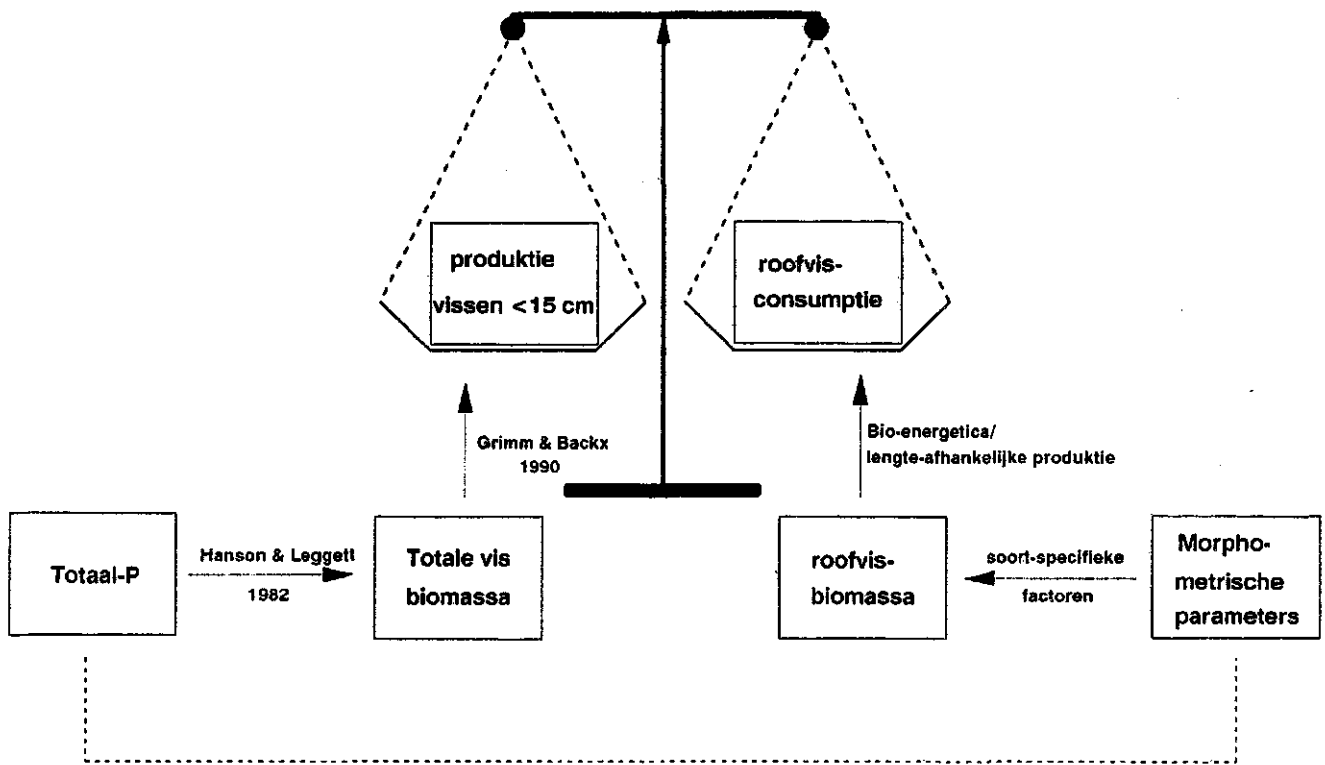 produktie
vissen <15 cm
roofvis-
consumptie
Grimm & Backx
1990
Bio-energetica/
lengte-afhankelijke produktie
Totaal-P
Hanson & Leggett
1982
Totale vis
biomassa
roofvis-
biomassa
soort-specifieke
factoren
Morpho-
metrische
parameters